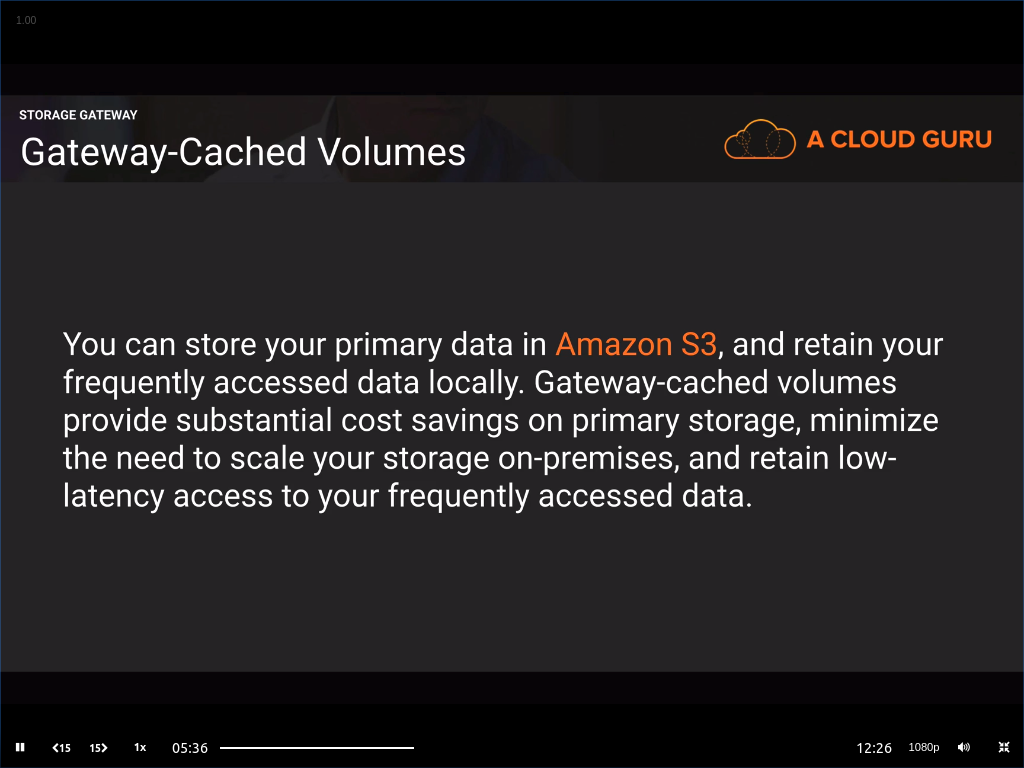 1.00
STORAGE GATEWAY
Gateway-Cached Volumes
A CLOUD GURU
You can store your primary data in Amazon S3, and retain your
frequently accessed data locally. Gateway-cached volumes
provide substantial cost savings on primary storage, minimize
the need to scale your storage on-premises, and retain low-
latency access to your frequently accessed data.
15 15 1x 05:36 12:26 1080p